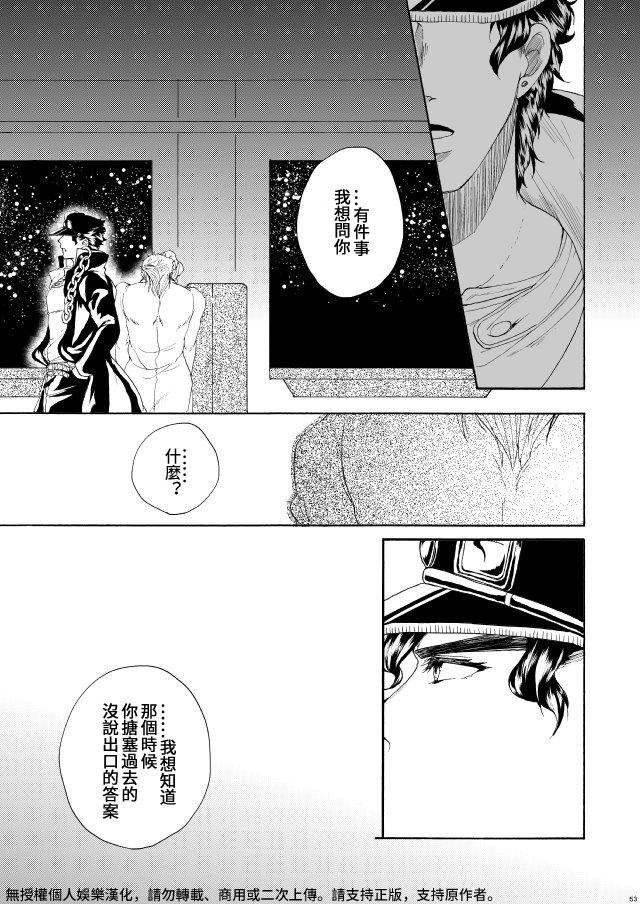 …有件事
我想問你
……
什麼？
……我想知道
那個時候
你搪塞過去的
沒說出口的答案
無授權個人娛樂漢化，請勿轉載、商用或二次上傳。請支持正版，支持原作者。
53